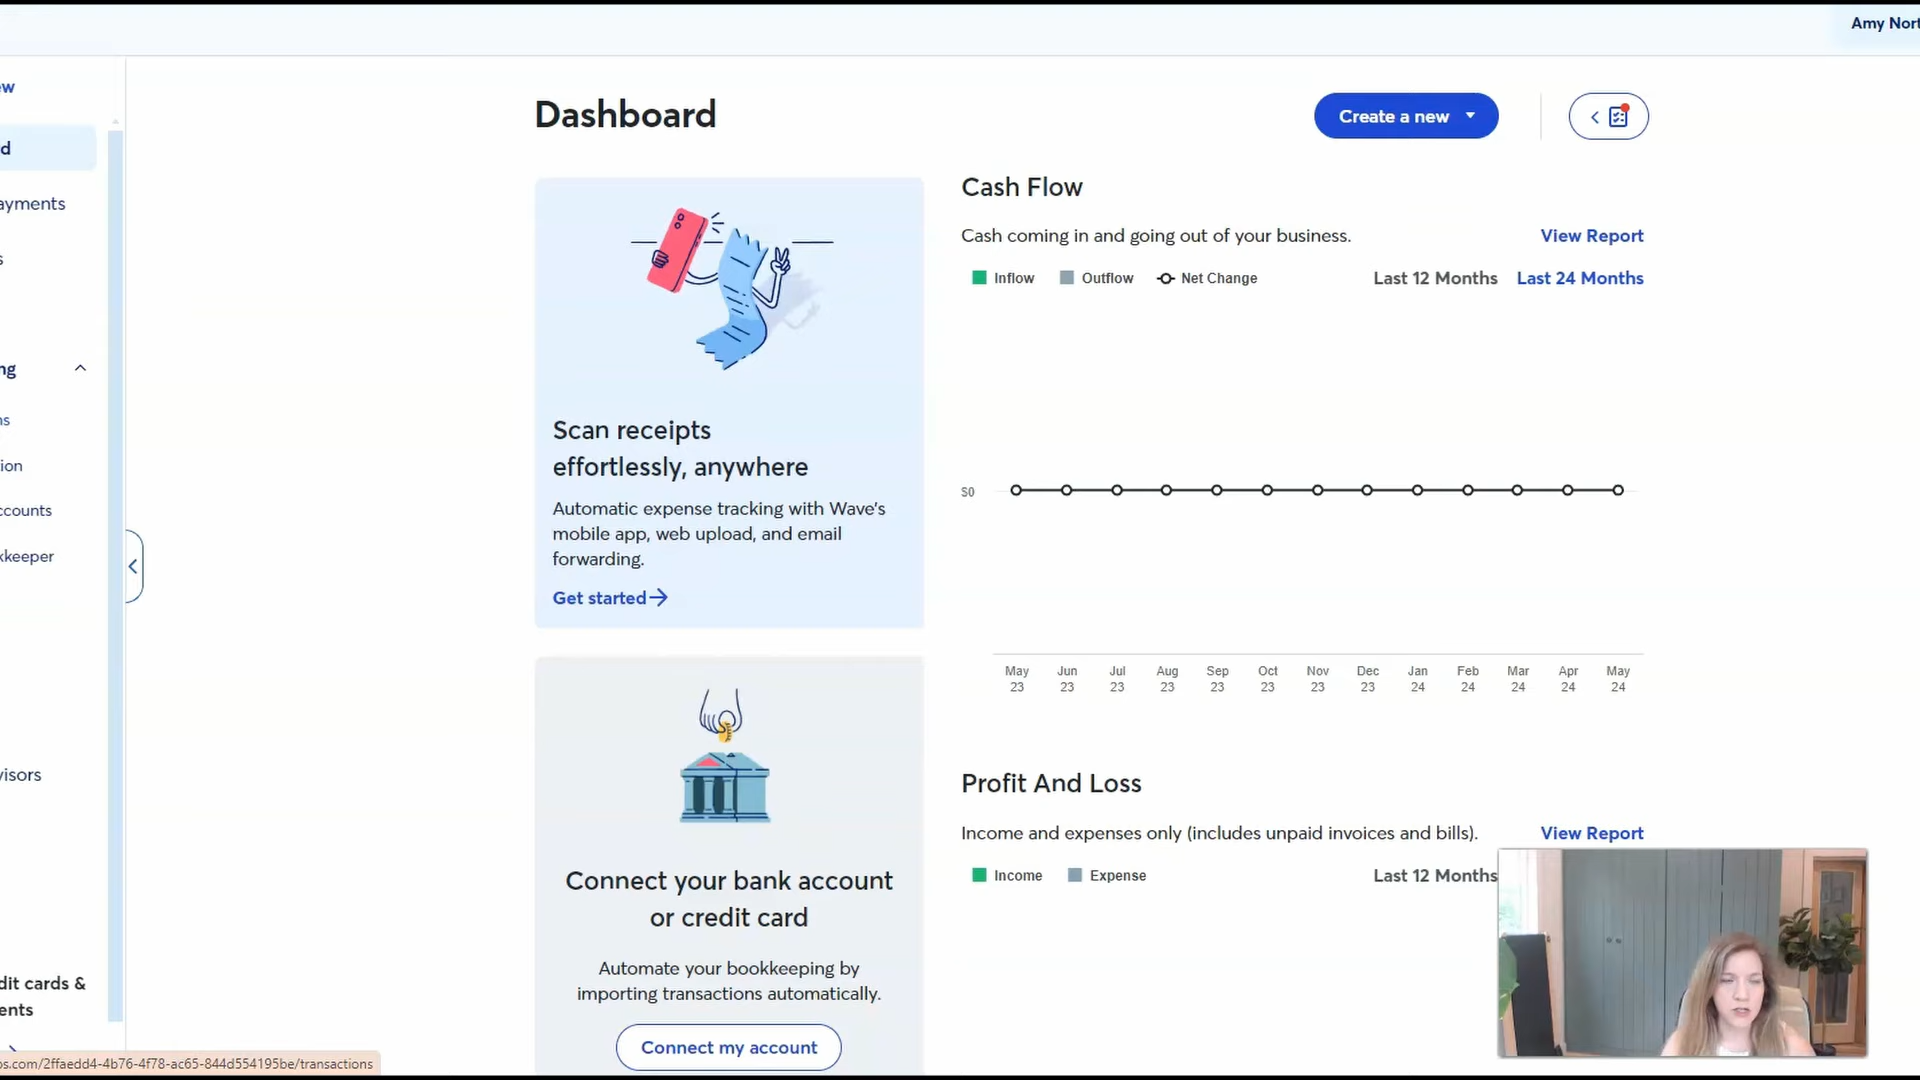 Amy Nort
ew
d
ayments
s
ng
ns
ion
ccounts
kkeeper
visors
dit cards &
ents
Dashboard
Create a new
Scan receipts
effortlessly, anywhere
Automatic expense tracking with Wave's
mobile app, web upload, and email
forwarding.
Get started
Connect your bank account
or credit card
Automate your bookkeeping by
importing transactions automatically.
Connect my account
Cash Flow
Cash coming in and going out of your business. View Report
Inflow Outflow Net Change Last 12 Months Last 24 Months
$0
May Jun Jul Aug Sep Oct Nov Dec Jan Feb Mar Apr May
23 23 23 23 23 23 23 23 24 24 24 24 24
Profit And Loss
Income and expenses only (includes unpaid invoices and bills). View Report
Income Expense Last 12 Months
os.com/2ffaedd4-4b76-4f78-ac65-844d554195be/transactions